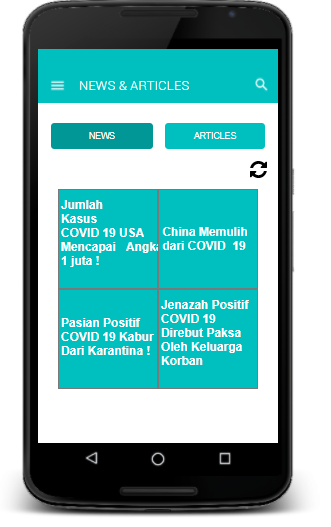 NEWS & ARTICLES
NEWS
ARTICLES
Jumlah
Kasus
COVID 19 USA
Mencapai Angka
1 juta !
China Memulih
dari COVID 19
Pasian Positif
COVID 19 Kabur
Dari Karantina !
Jenazah Positif
COVID 19
Direbut Paksa
Oleh Keluarga
Korban